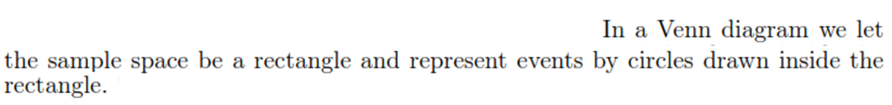 In a Venn diagram we let
the sample space be a rectangle and represent events by circles drawn inside the
rectangle.